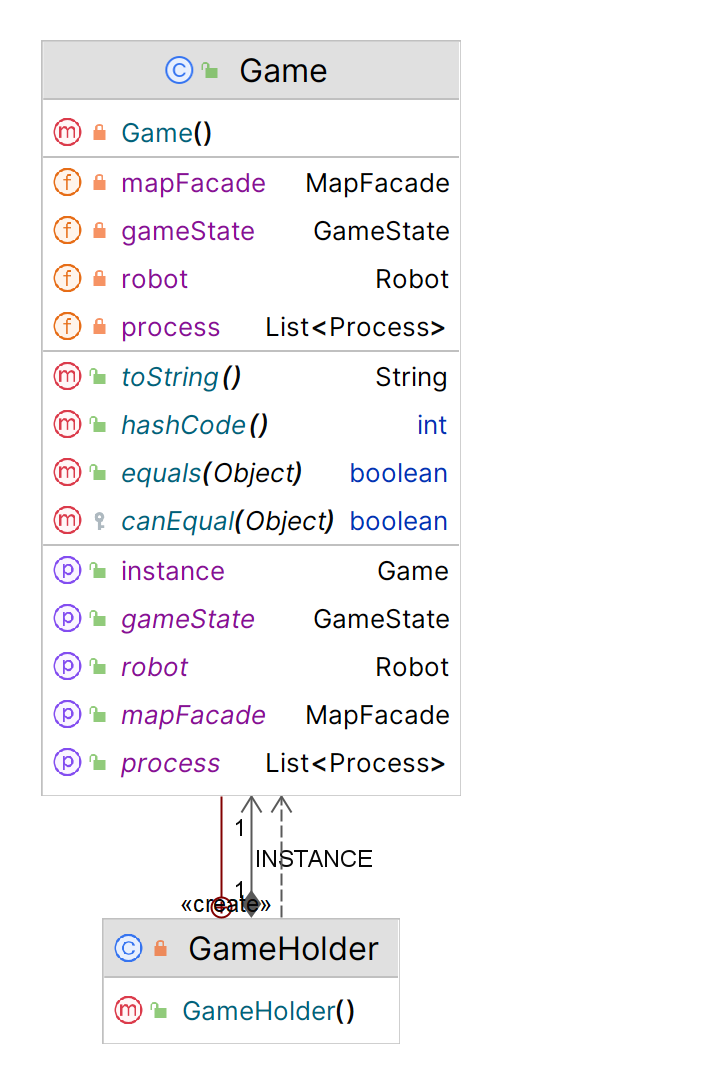 C Game
m Game()
f mapFacade MapFacade
f gameState GameState
f robot Robot
f process List<Process>
m toString() String
m hashCode() int
m equals(Object) boolean
m canEqual(Object) boolean
p instance Game
p gameState GameState
p robot Robot
p mapFacade MapFacade
p process List<Process>
1
INSTANCE
1
«create»
C GameHolder
m GameHolder()